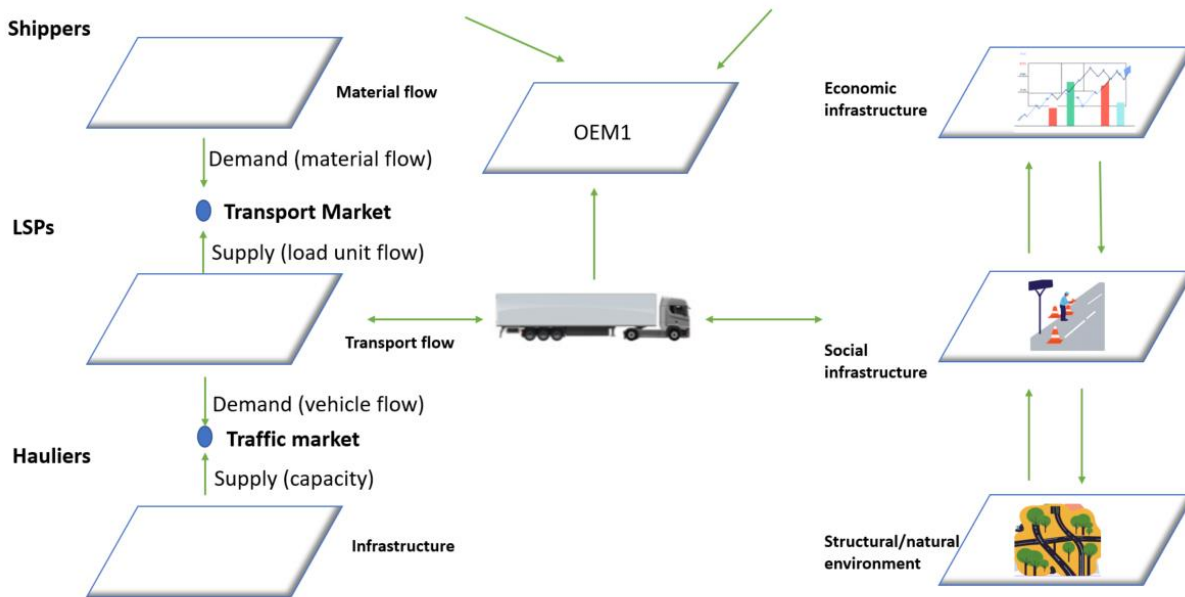 Shippers
Material flow
Demand (material flow)
Transport Market
LSPs
Supply (load unit flow)
Transport flow
Demand (vehicle flow)
Traffic market
Hauliers
Supply (capacity)
Infrastructure
OEM1
Economic
infrastructure
Social
infrastructure
Structural/natural
environment